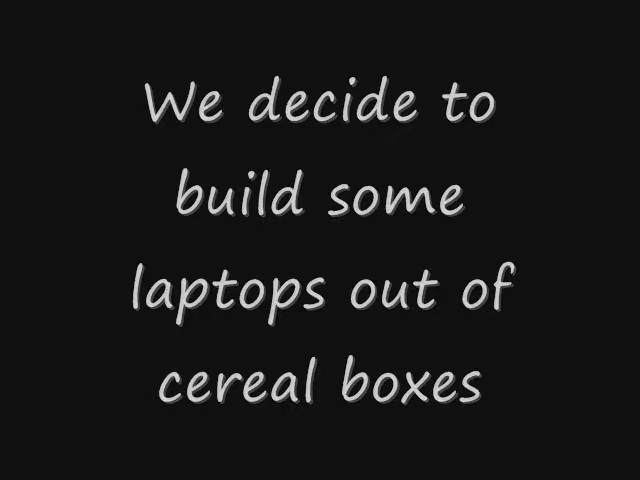 We decide to
build some
laptops out of
cereal boxes